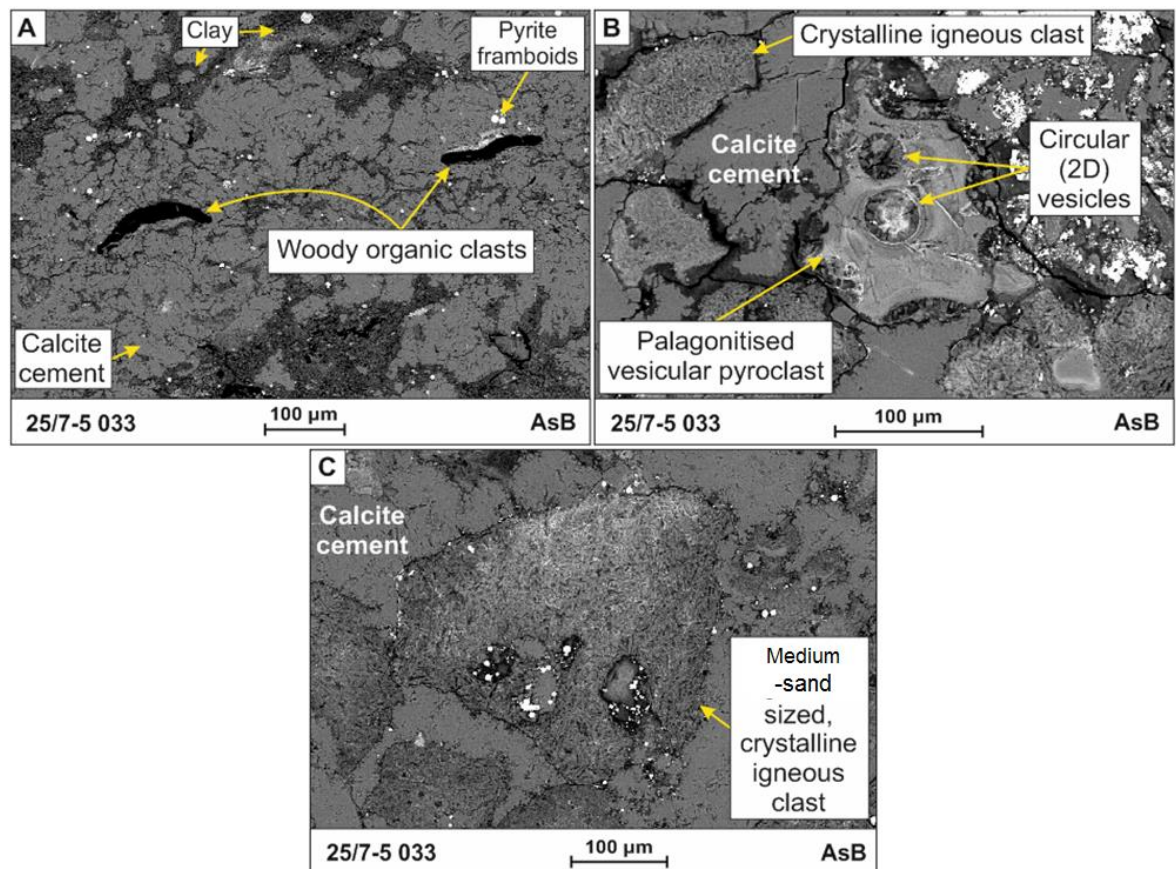 A
Clay
Pyrite
framboids
Woody organic clasts
Calcite
cement
25/7-5 033
100 µm
AsB
B
Crystalline igneous clast
Calcite
cement
Circular
(2D)
vesicles
Palagonitised
vesicular pyroclast
25/7-5 033
100 µm
AsB
C
Calcite
cement
Medium
-sand
sized,
crystalline
igneous
clast
25/7-5 033
100 µm
AsB